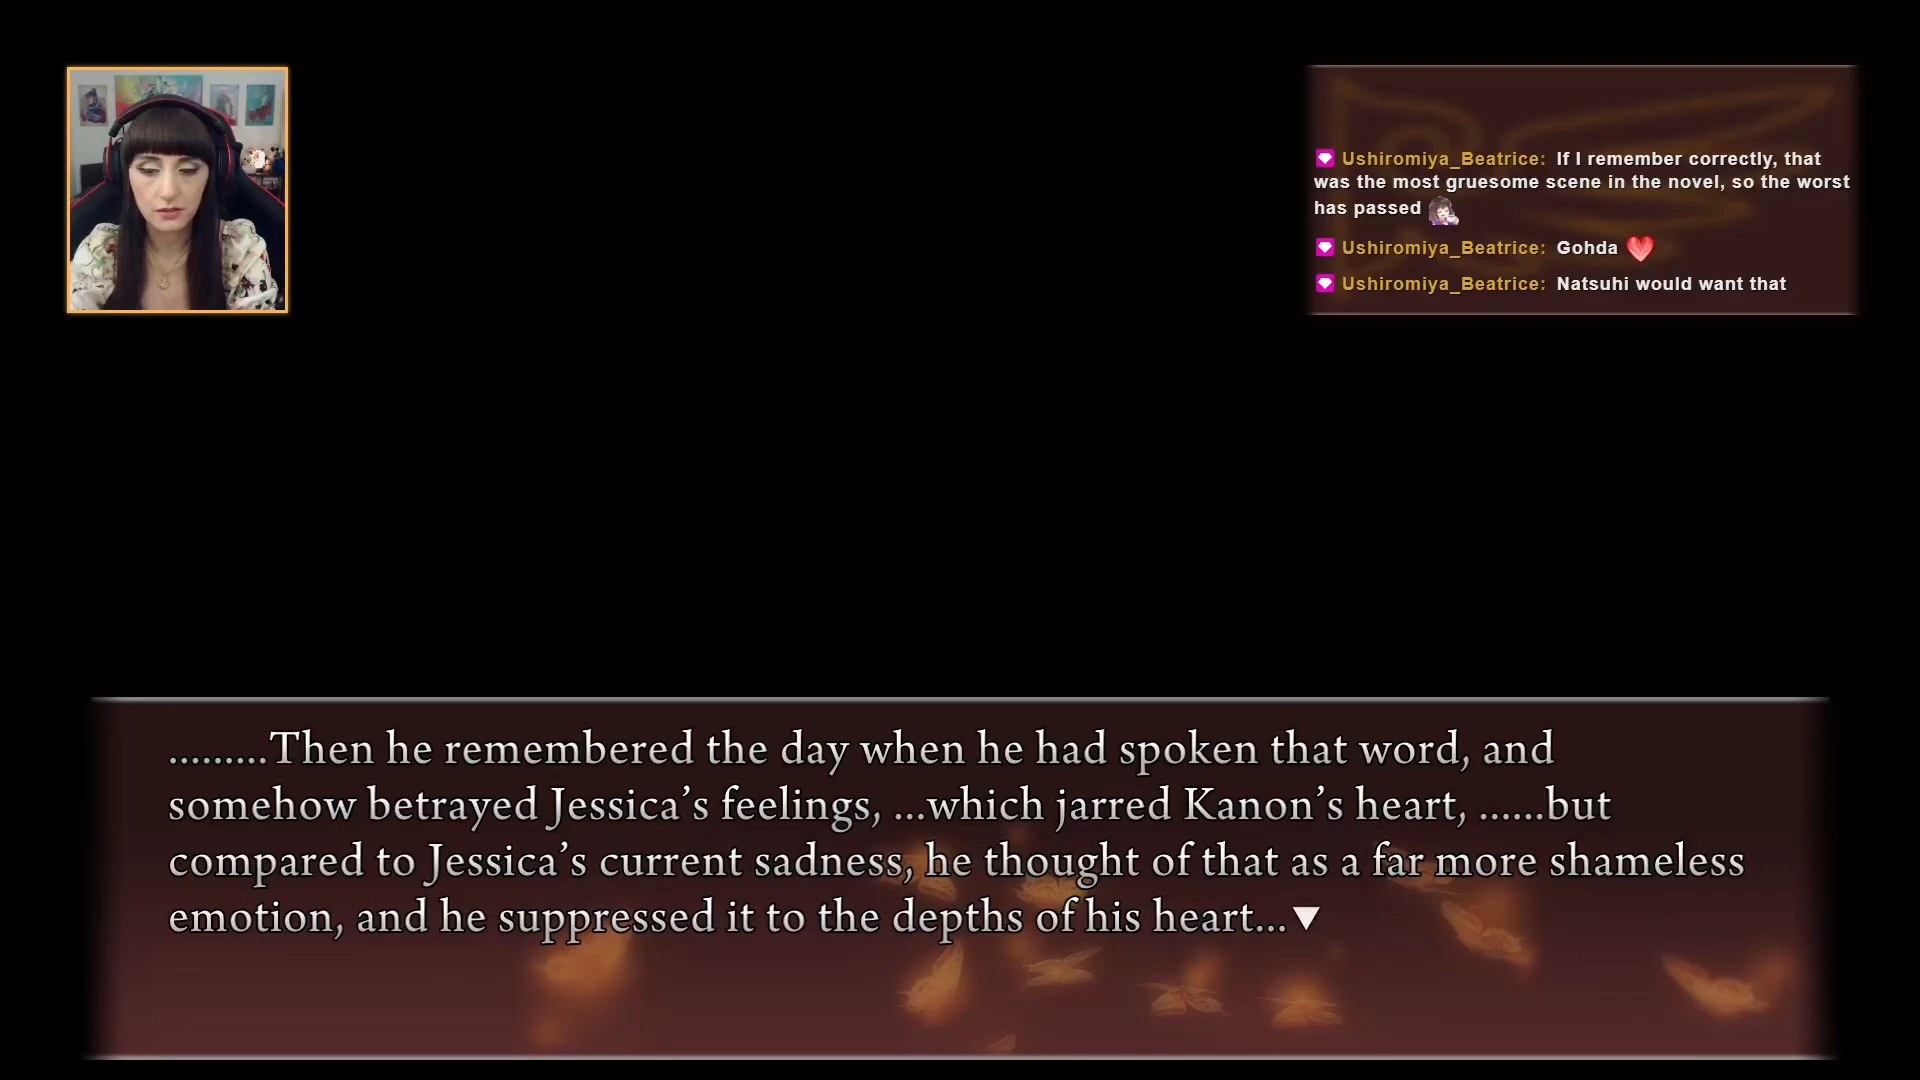 Ushiromiya_Beatrice: If I remember correctly, that
was the most gruesome scene in the novel, so the worst
has passed
Ushiromiya_Beatrice: Gohda
Ushiromiya_Beatrice: Natsuhi would want that
.........Then he remembered the day when he had spoken that word, and
somehow betrayed Jessica's feelings, ...which jarred Kanon's heart, ......but
compared to Jessica's current sadness, he thought of that as a far more shameless
emotion, and he suppressed it to the depths of his heart...